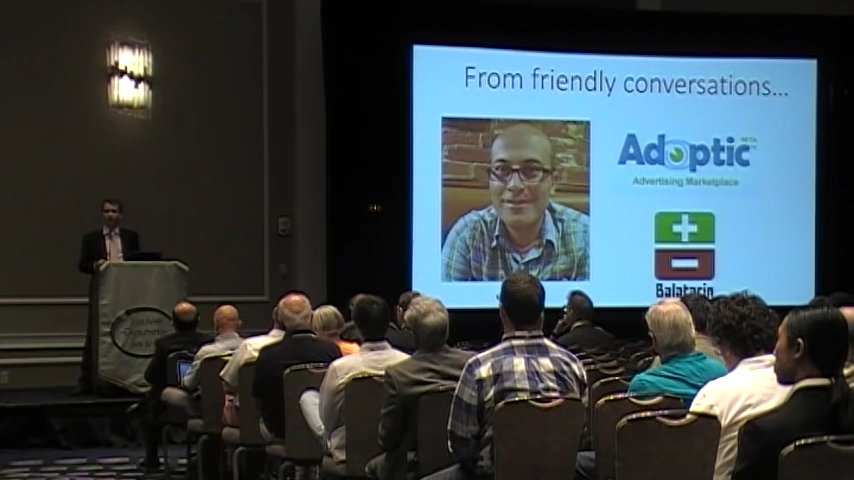 From friendly conversations...
Adoptic
BETA
Advertising Marketplace
Balatarin